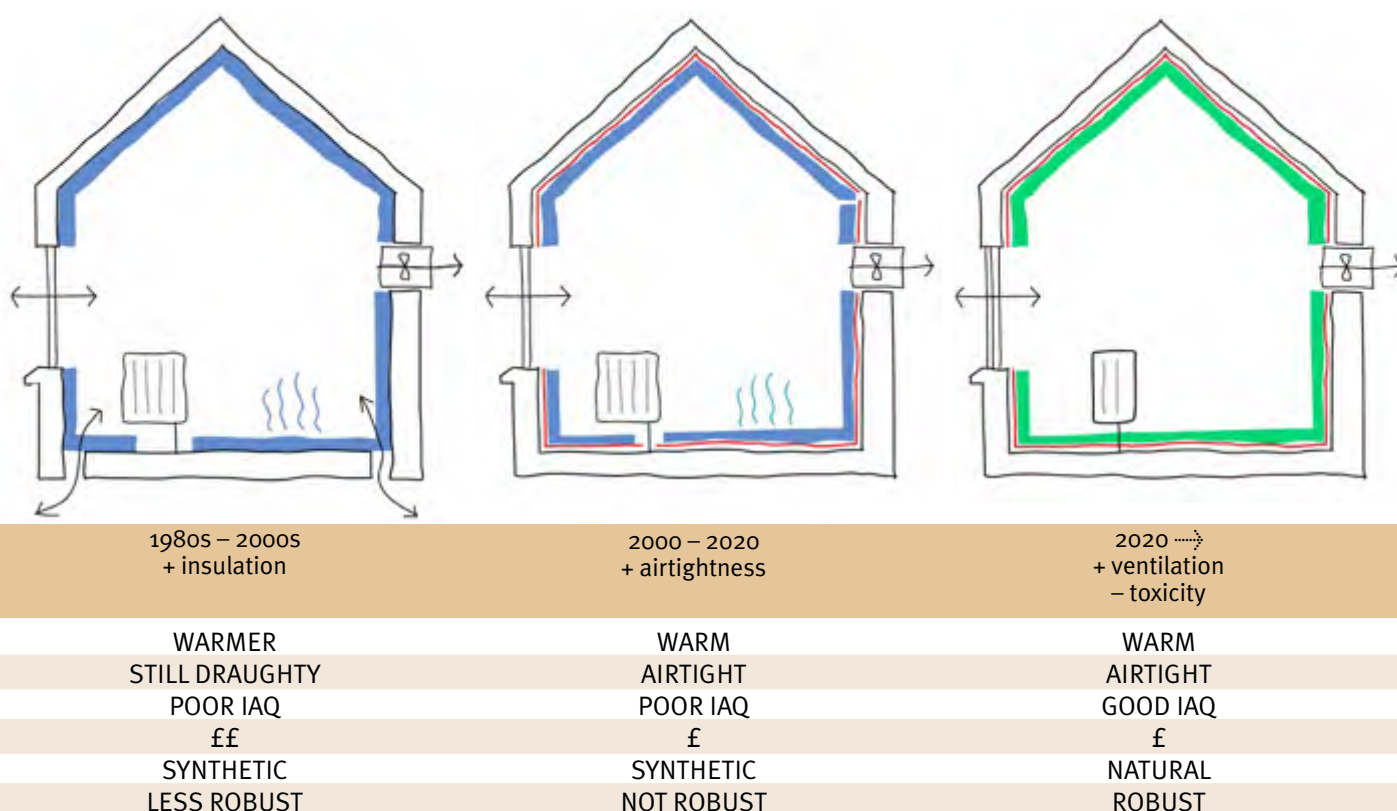 1980s – 2000s
+ insulation
2000 – 2020
+ airtightness
2020 ⇢
+ ventilation
– toxicity
WARMER
WARM
WARM
STILL DRAUGHTY
AIRTIGHT
AIRTIGHT
POOR IAQ
POOR IAQ
GOOD IAQ
££
£
£
SYNTHETIC
SYNTHETIC
NATURAL
LESS ROBUST
NOT ROBUST
ROBUST